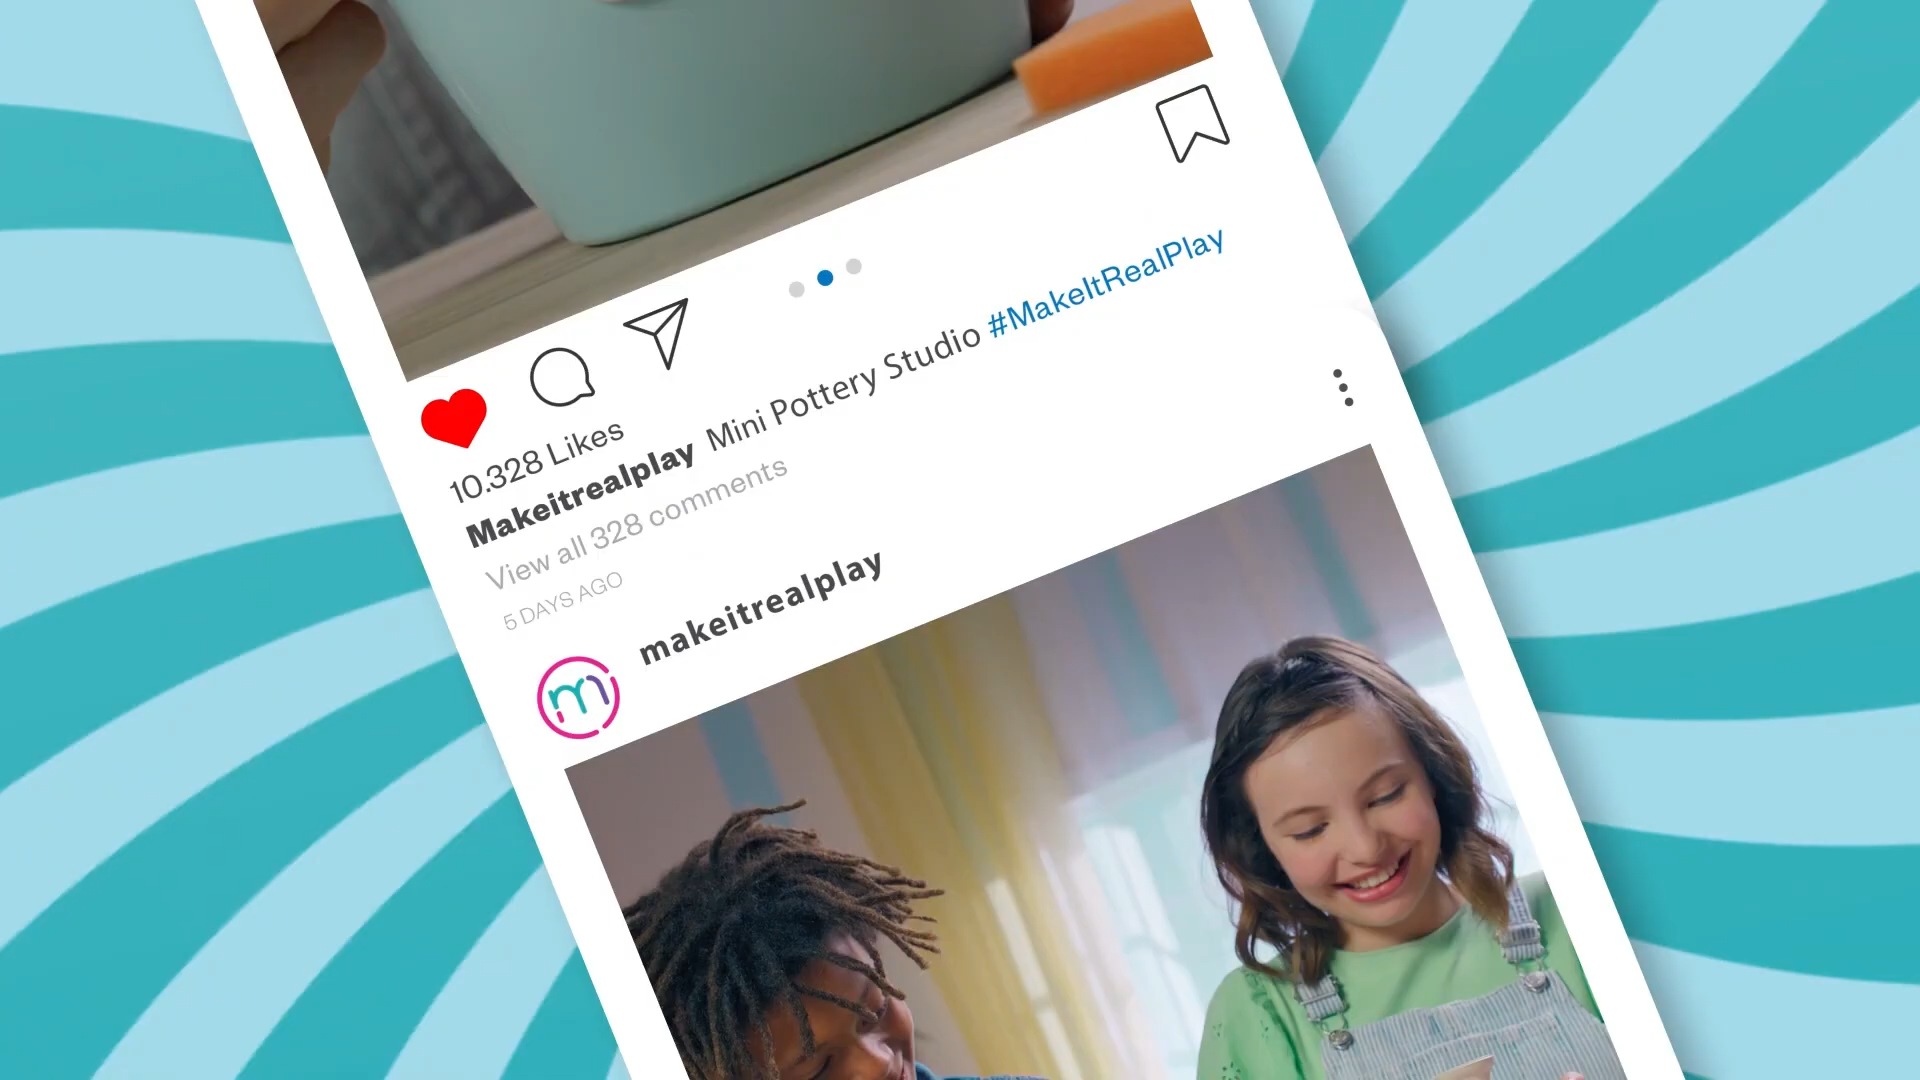 10.328 Likes
Makeitrealplay Mini Pottery Studio #MakeItRealPlay
View all 328 comments
5 DAYS AGO
m
makeitrealplay